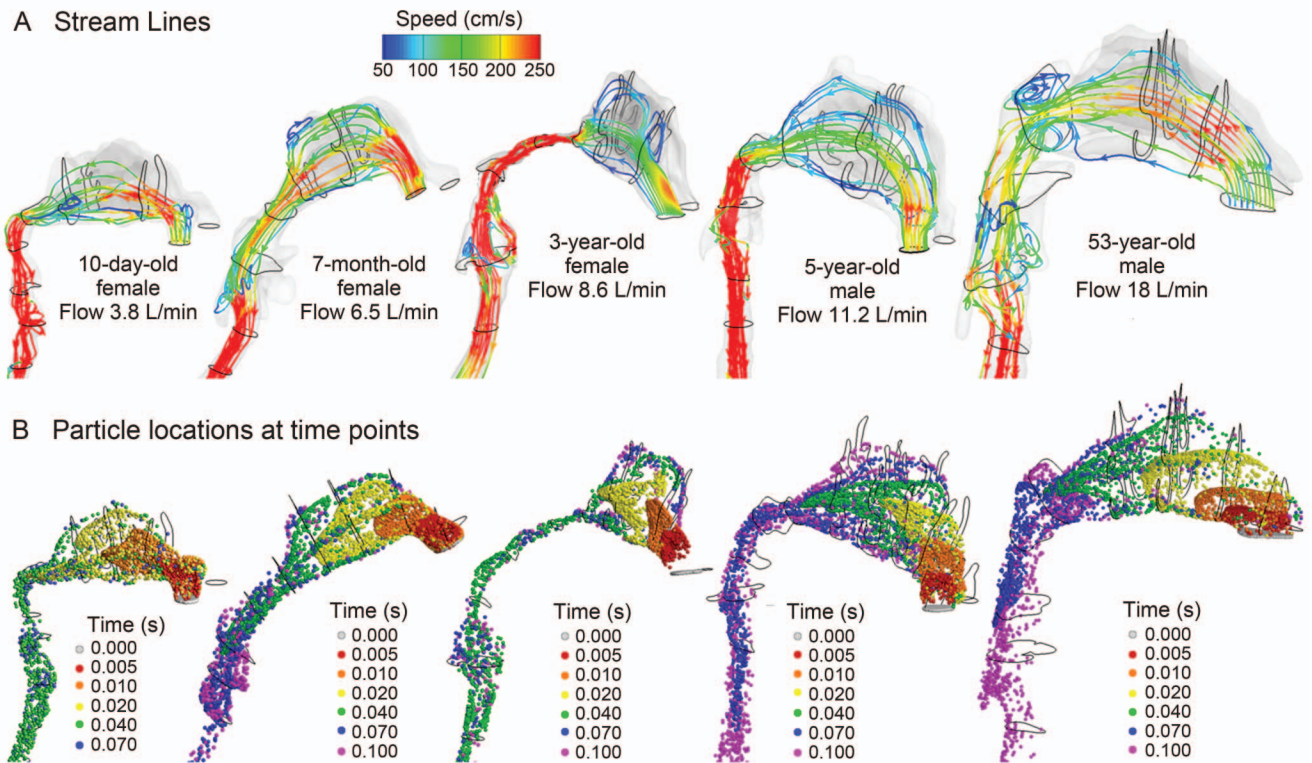 A Stream Lines
Speed (cm/s)
50 100 150 200 250
10-day-old
female
Flow 3.8 L/min
7-month-old
female
Flow 6.5 L/min
3-year-old
female
Flow 8.6 L/min
5-year-old
male
Flow 11.2 L/min
53-year-old
male
Flow 18 L/min
B Particle locations at time points
Time (s)
0.000
0.005
0.010
0.020
0.040
0.070
Time (s)
0.000
0.005
0.010
0.020
0.040
0.070
0.100
Time (s)
0.000
0.005
0.010
0.020
0.040
0.070
0.100
Time (s)
0.000
0.005
0.010
0.020
0.040
0.070
0.100
Time (s)
0.000
0.005
0.010
0.020
0.040
0.070
0.100